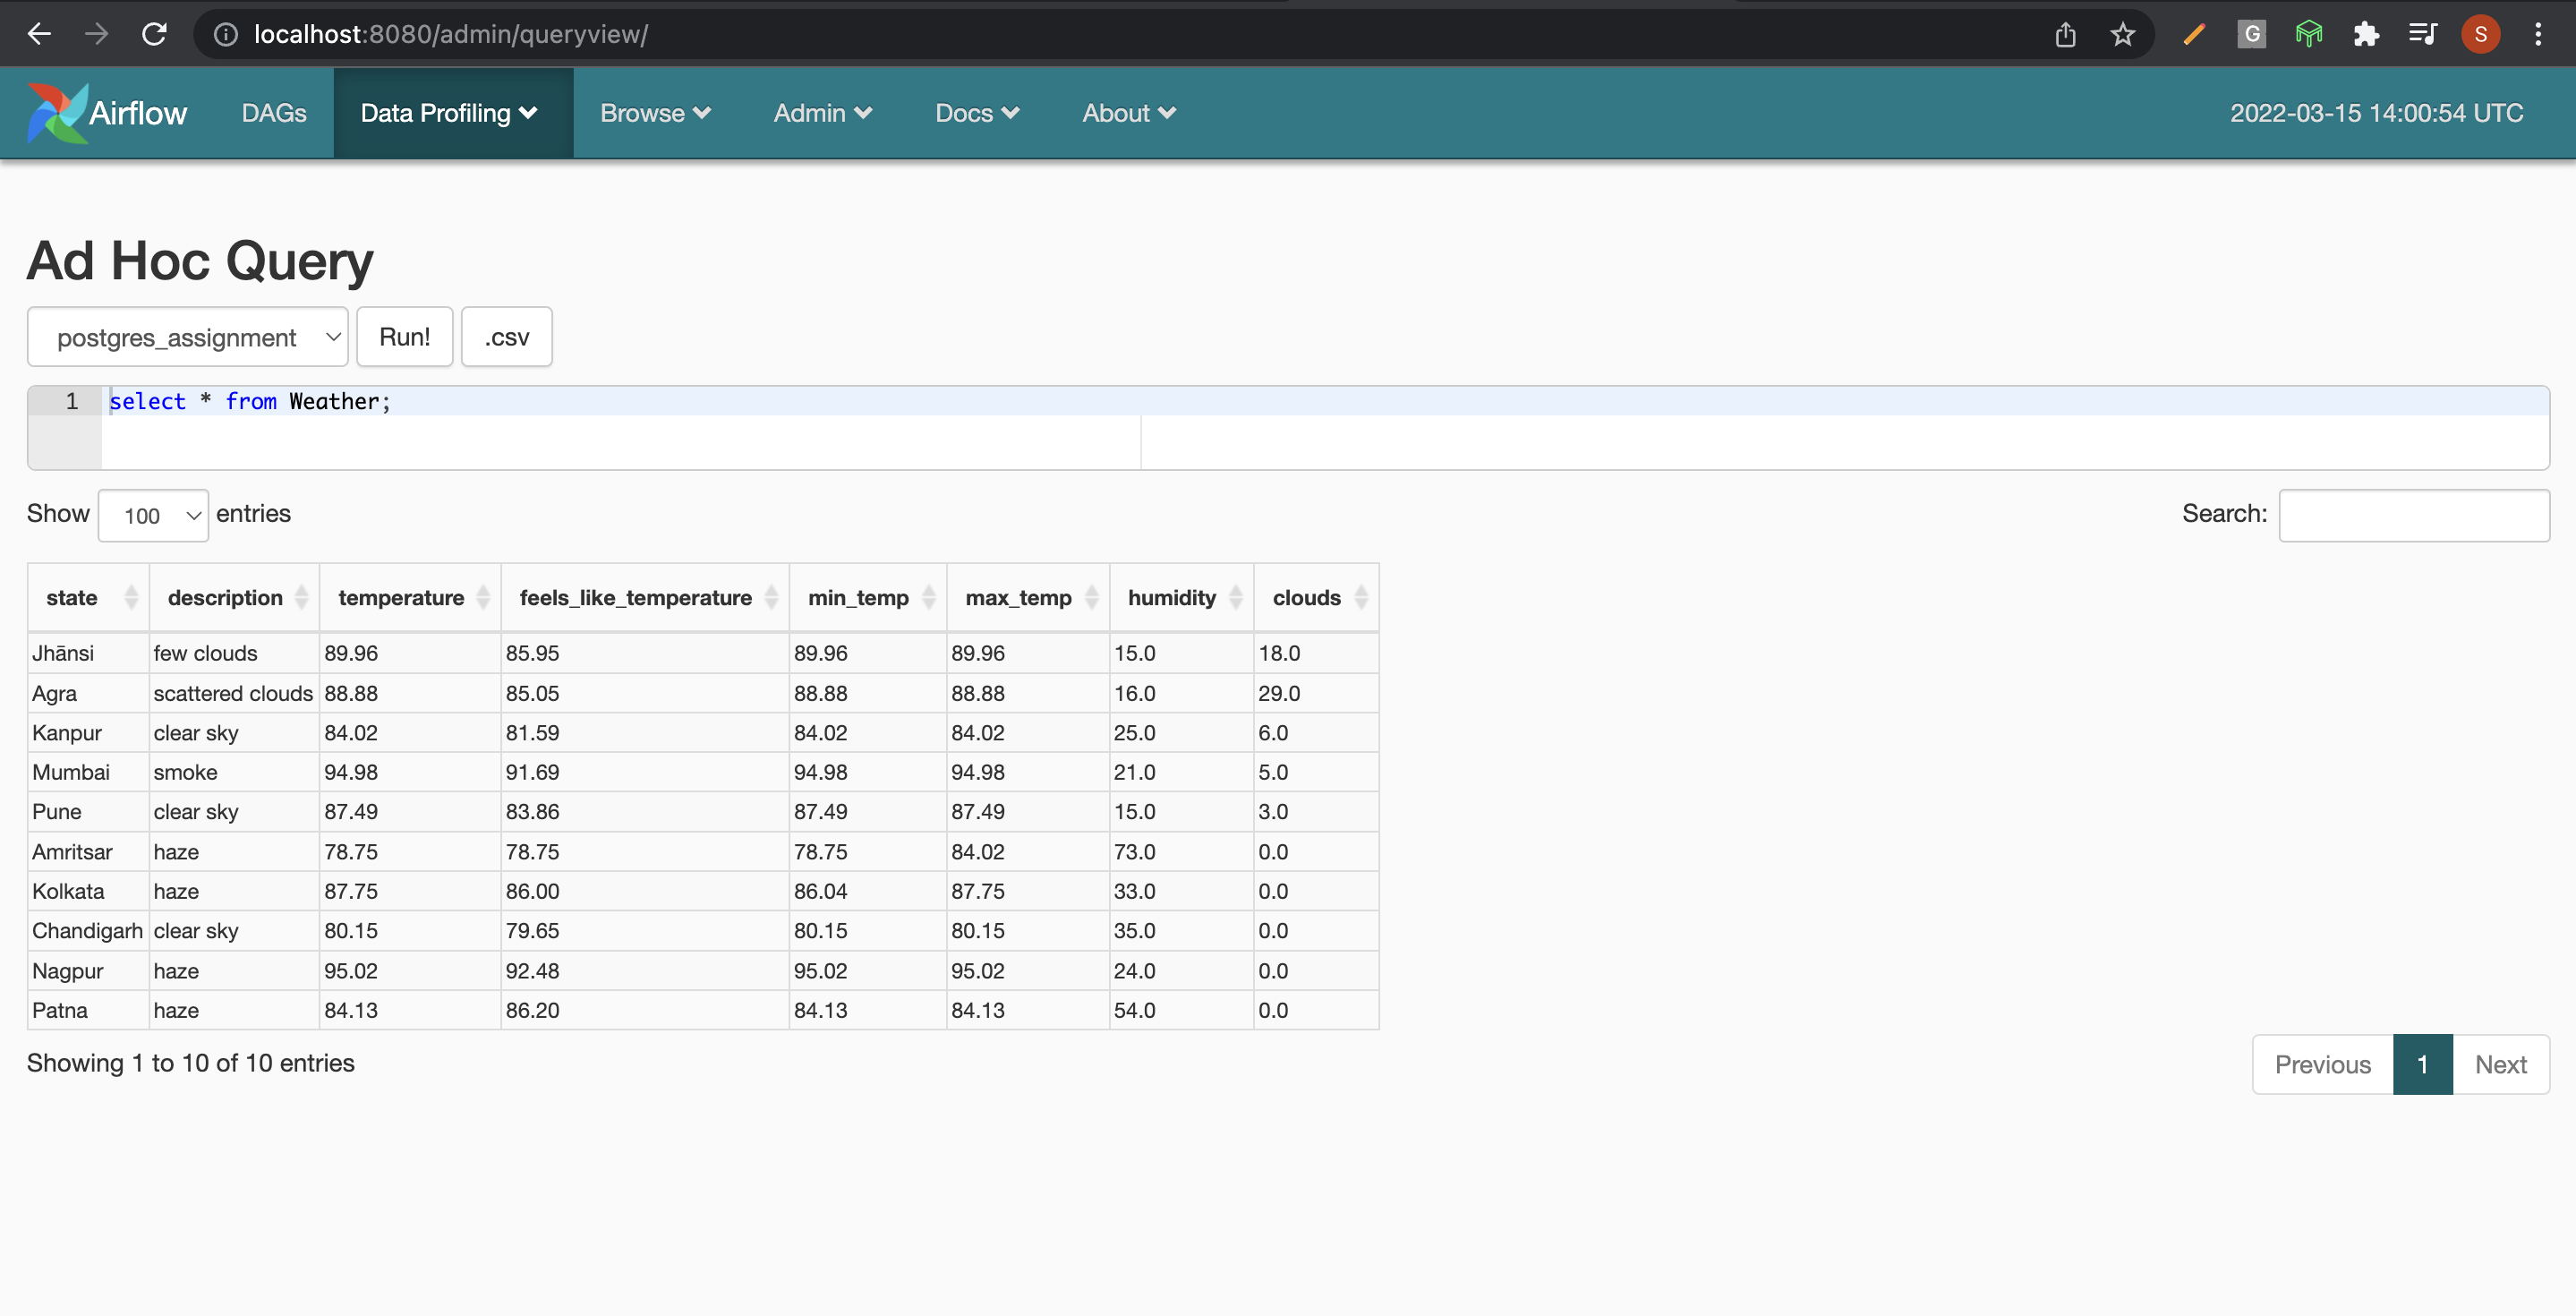 localhost:8080/admin/queryview/
G
S
Airflow DAGs Data Profiling Browse Admin Docs About 2022-03-15 14:00:54 UTC
Ad Hoc Query
postgres_assignment Run! .csv
1 select * from Weather;
Show 100 entries Search:
state description temperature feels_like_temperature min_temp max_temp humidity clouds
Jhānsi few clouds 89.96 85.95 89.96 89.96 15.0 18.0
Agra scattered clouds 88.88 85.05 88.88 88.88 16.0 29.0
Kanpur clear sky 84.02 81.59 84.02 84.02 25.0 6.0
Mumbai smoke 94.98 91.69 94.98 94.98 21.0 5.0
Pune clear sky 87.49 83.86 87.49 87.49 15.0 3.0
Amritsar haze 78.75 78.75 78.75 84.02 73.0 0.0
Kolkata haze 87.75 86.00 86.04 87.75 33.0 0.0
Chandigarh clear sky 80.15 79.65 80.15 80.15 35.0 0.0
Nagpur haze 95.02 92.48 95.02 95.02 24.0 0.0
Patna haze 84.13 86.20 84.13 84.13 54.0 0.0
Showing 1 to 10 of 10 entries Previous 1 Next